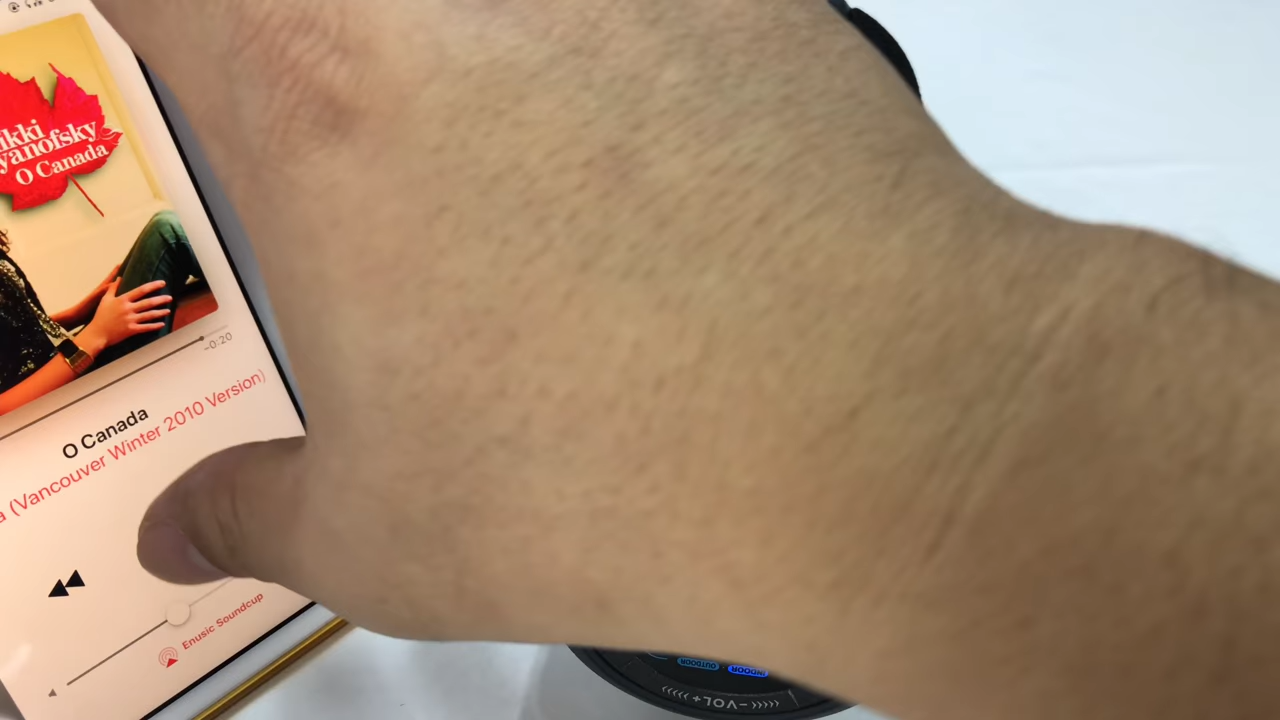 O Canada
-0:20
O Canada
(Vancouver Winter 2010 Version)
Enusic Soundcup
OUTDOOR
INDOOR
-VOL+